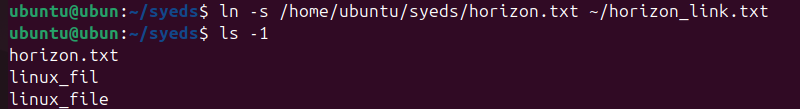 ubuntu@ubun:~/syeds$ ln -s /home/ubuntu/syeds/horizon.txt ~/horizon_link.txt
ubuntu@ubun:~/syeds$ ls -1
horizon.txt
linux_fil
linux_file